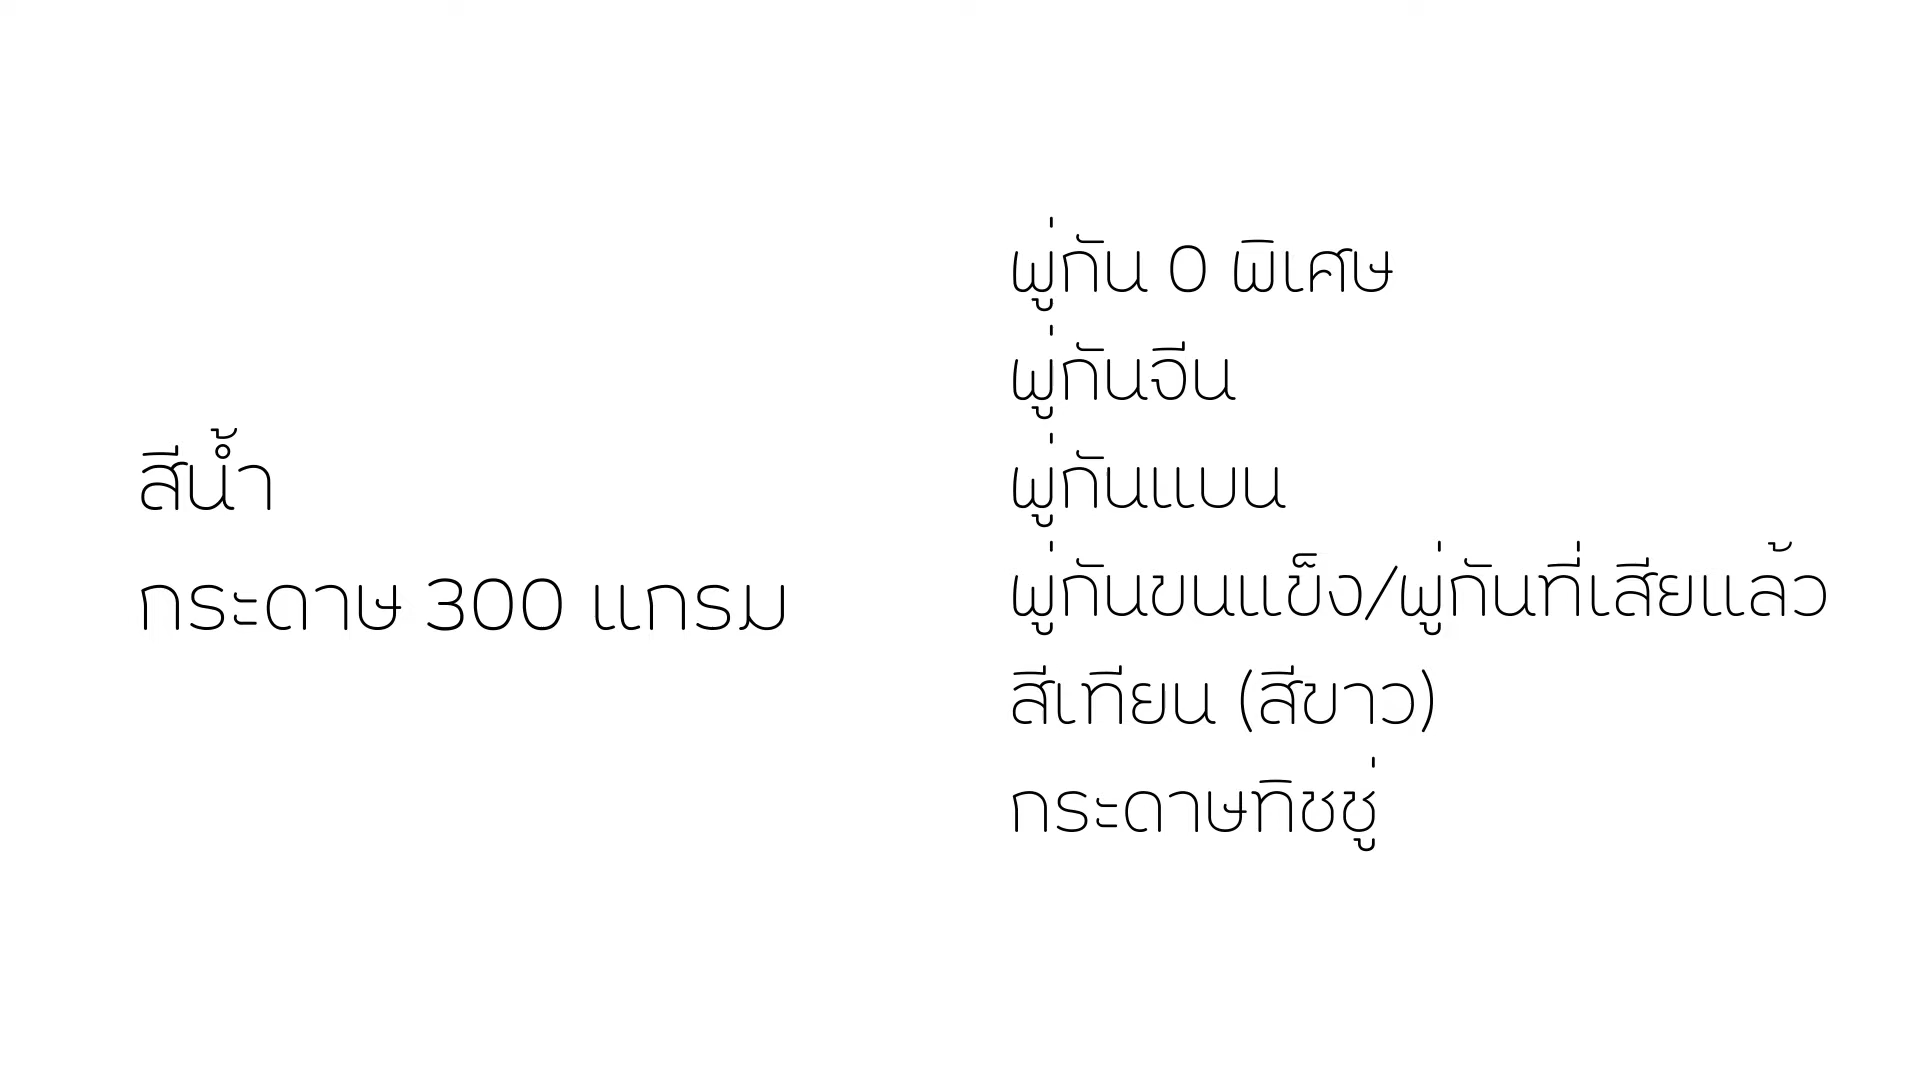 สีน้ำ
กระดาษ 300 แกรม
พู่กัน 0 พิเศษ
พู่กันจีน
พู่กันแบน
พู่กันขนแข็ง/พู่กันที่เสียแล้ว
สีเทียน (สีขาว)
กระดาษทิชชู่